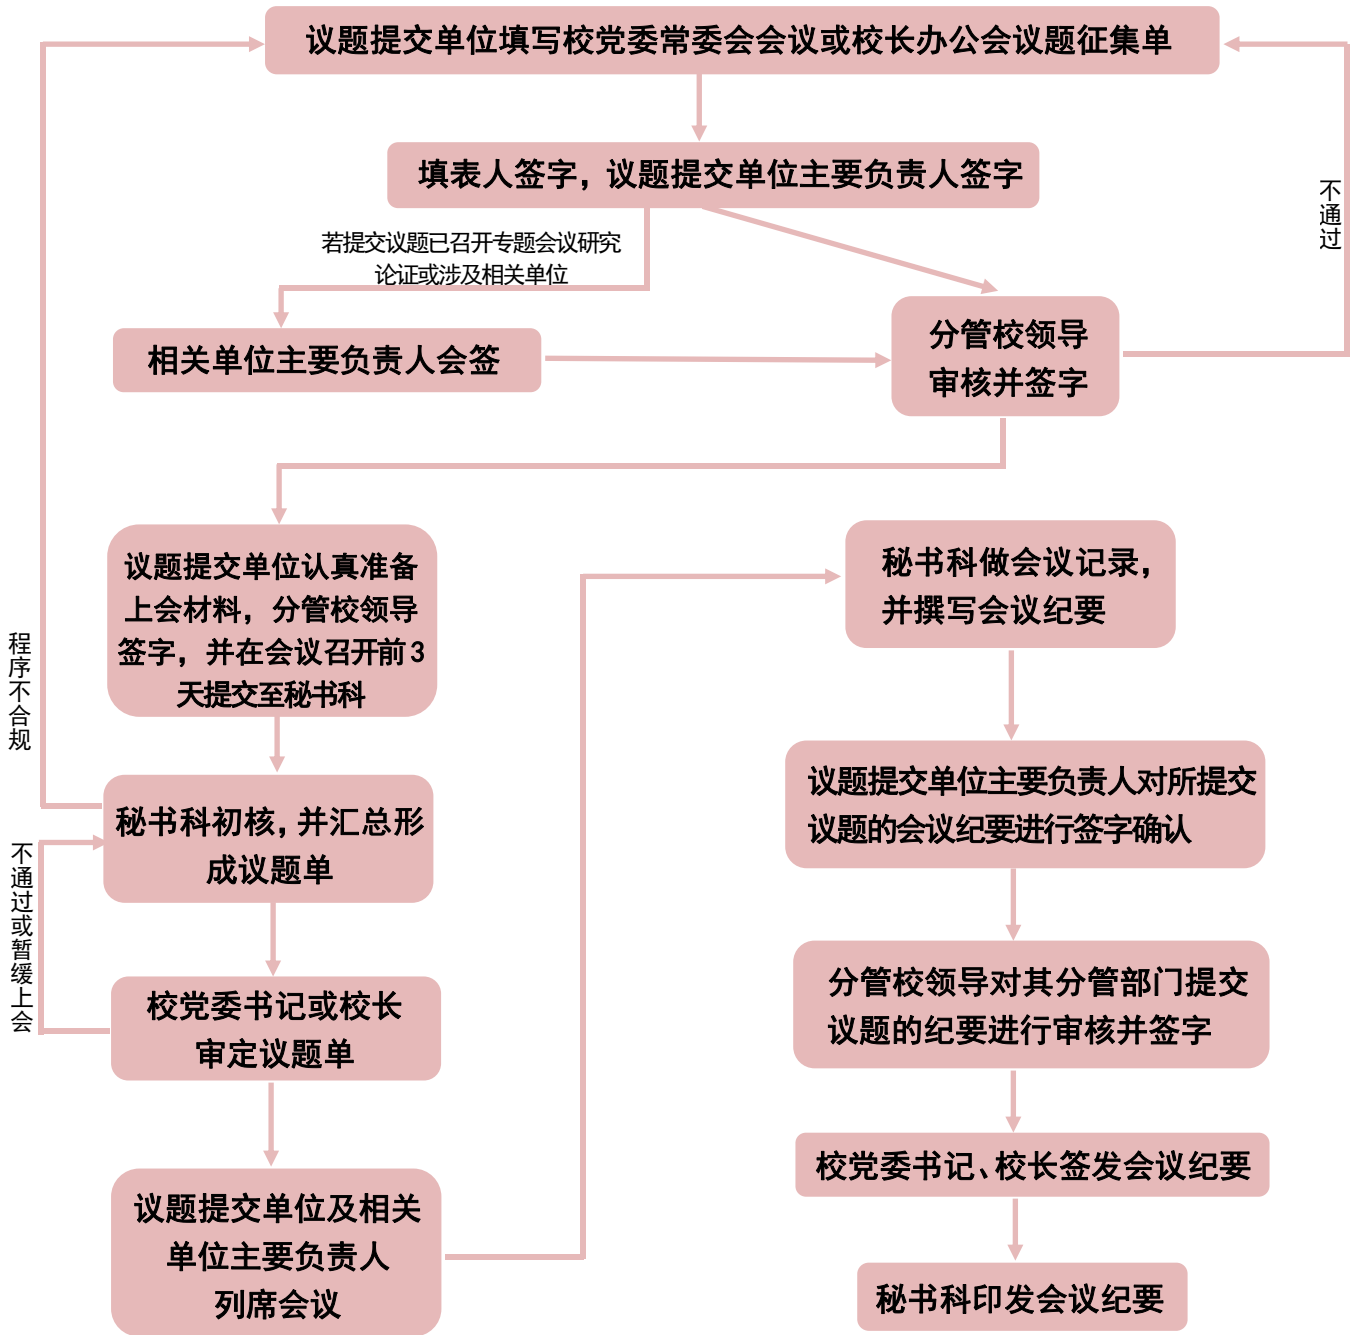 议题提交单位填写校党委常委会会议或校长办公会议题征集单
填表人签字，议题提交单位主要负责人签字
不通过
若提交议题已召开专题会议研究
论证或涉及相关单位
相关单位主要负责人会签
分管校领导
审核并签字
议题提交单位认真准备
上会材料，分管校领导
签字，并在会议召开前3
天提交至秘书科
程序不合规
秘书科初核，并汇总形
成议题单
不通过或暂缓上会
校党委书记或校长
审定议题单
议题提交单位及相关
单位主要负责人
列席会议
秘书科做会议记录，
并撰写会议纪要
议题提交单位主要负责人对所提交
议题的会议纪要进行签字确认
分管校领导对其分管部门提交
议题的纪要进行审核并签字
校党委书记、校长签发会议纪要
秘书科印发会议纪要